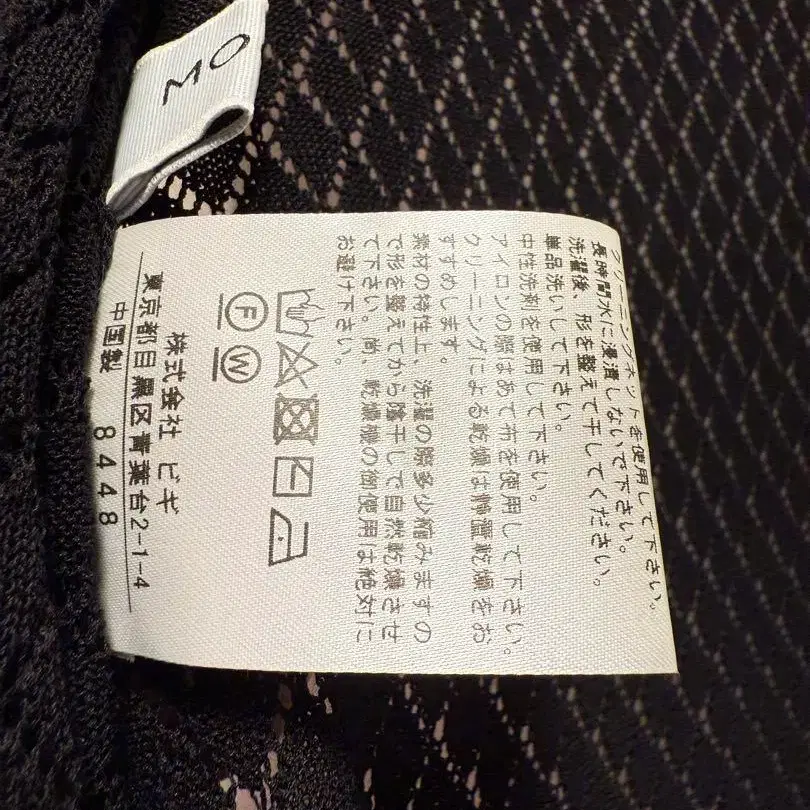 MO
クリーニングネットを使用して下さい。
長時間水に浸漬しないで下さい。
洗濯後、形を整えて干してください。
単品洗いして下さい。
中性洗剤を使用して下さい。
アイロンの際はあて布を使用して下さい。
クリーニングによる乾燥は静置乾燥をお
すすめします。
素材の特性上、洗濯の際多少縮みますの
で形を整えてから陰干して自然乾燥させ
て下さい。尚、乾燥機の御使用は絶対に
お避け下さい。
F W
株式会社 ビギ
東京都目黒区青葉台2-1-4
中国製 8448